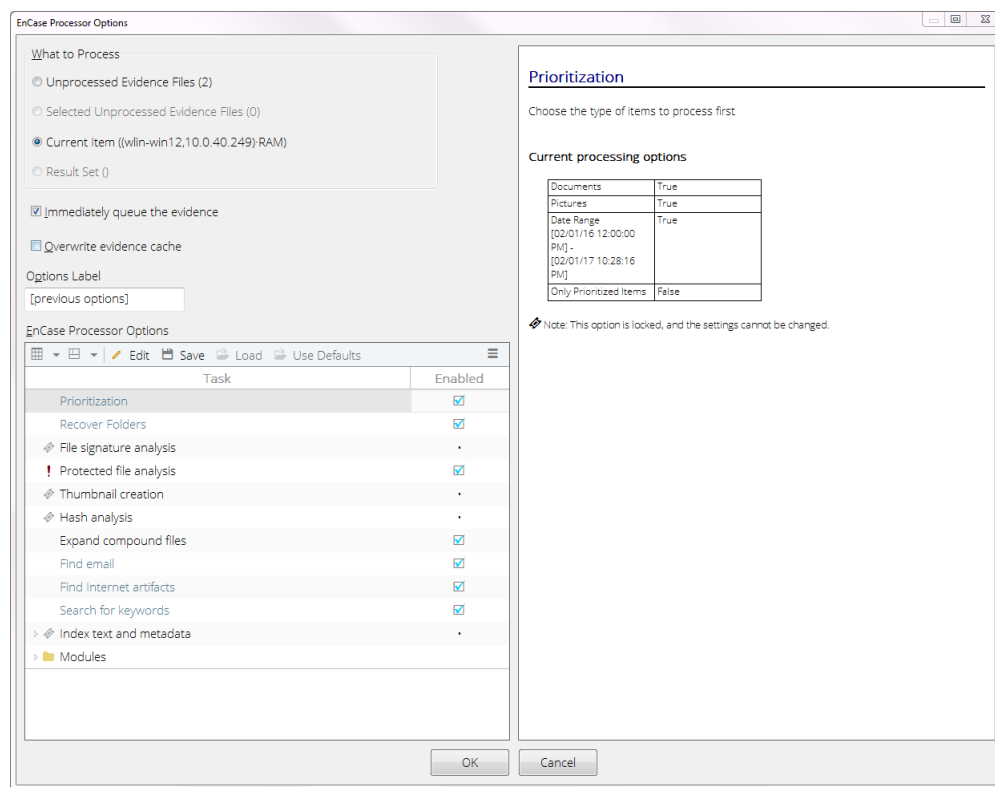 EnCase Processor Options
What to Process
Unprocessed Evidence Files (2)
Selected Unprocessed Evidence Files (0)
Current Item ((wlin-win12,10.0.40.249)-RAM)
Result Set ()
Immediately queue the evidence
Overwrite evidence cache
Options Label
[previous options]
EnCase Processor Options
Edit Save Load Use Defaults
Task Enabled
Prioritization
Recover Folders
File signature analysis
Protected file analysis
Thumbnail creation
Hash analysis
Expand compound files
Find email
Find Internet artifacts
Search for keywords
Index text and metadata
Modules
Prioritization
Choose the type of items to process first
Current processing options
Documents True
Pictures True
Date Range True
[02/01/16 12:00:00
PM] -
[02/01/17 10:28:16
PM]
Only Prioritized Items False
Note: This option is locked, and the settings cannot be changed.
OK Cancel